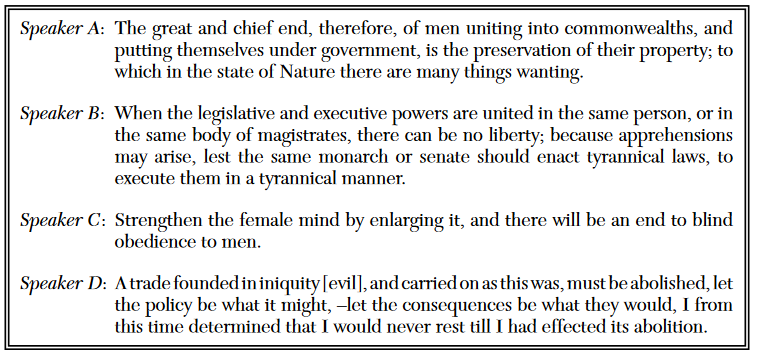 Speaker A: The great and chief end, therefore, of men uniting into commonwealths, and
putting themselves under government, is the preservation of their property; to
which in the state of Nature there are many things wanting.
Speaker B: When the legislative and executive powers are united in the same person, or in
the same body of magistrates, there can be no liberty; because apprehensions
may arise, lest the same monarch or senate should enact tyrannical laws, to
execute them in a tyrannical manner.
Speaker C: Strengthen the female mind by enlarging it, and there will be an end to blind
obedience to men.
Speaker D: A trade founded in iniquity [evil], and carried on as this was, must be abolished, let
the policy be what it might, –let the consequences be what they would, I from
this time determined that I would never rest till I had effected its abolition.